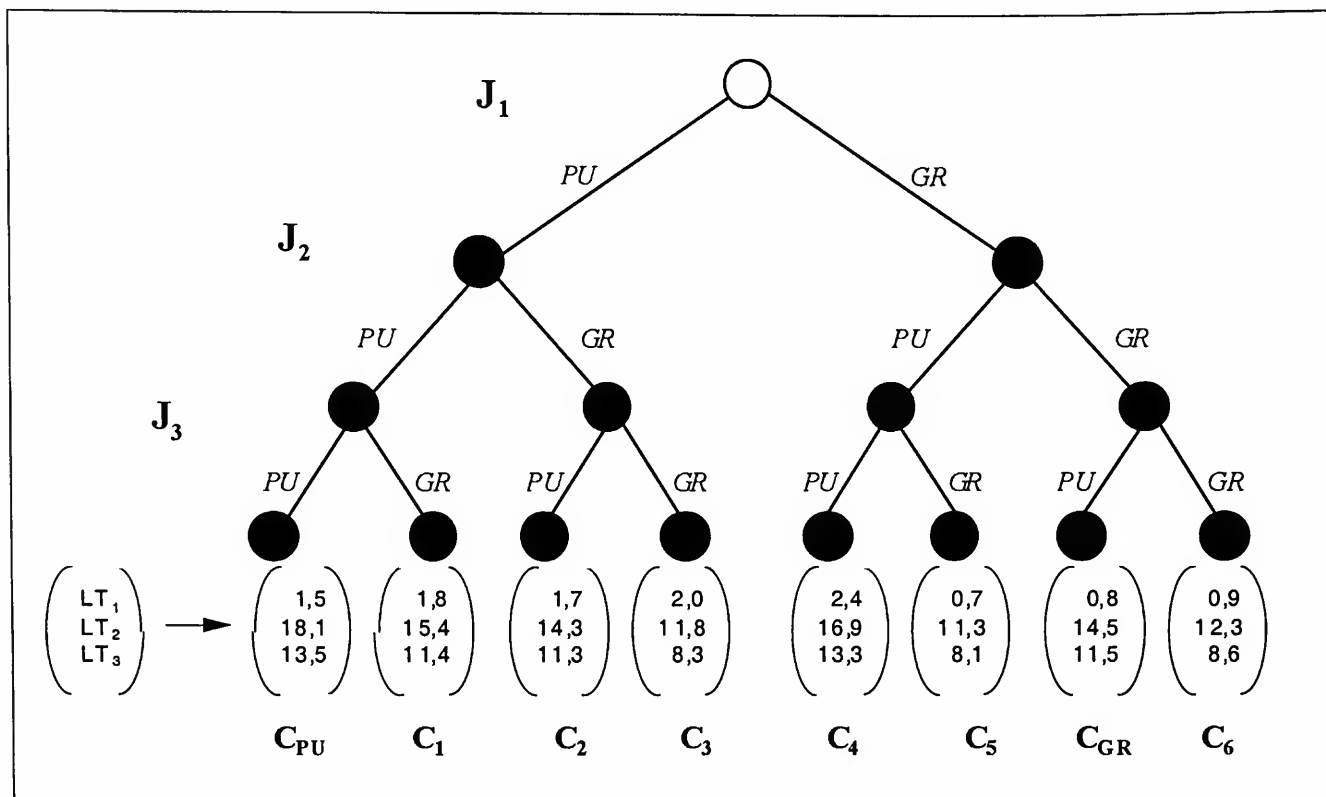 J1
PU GR
J2
PU GR PU GR
J3
PU GR PU GR PU GR PU GR
LT1 1,5 1,8 1,7 2,0 2,4 0,7 0,8 0,9
LT2 18,1 15,4 14,3 11,8 16,9 11,3 14,5 12,3
LT3 13,5 11,4 11,3 8,3 13,3 8,1 11,5 8,6
CPU C1 C2 C3 C4 C5 CGR C6